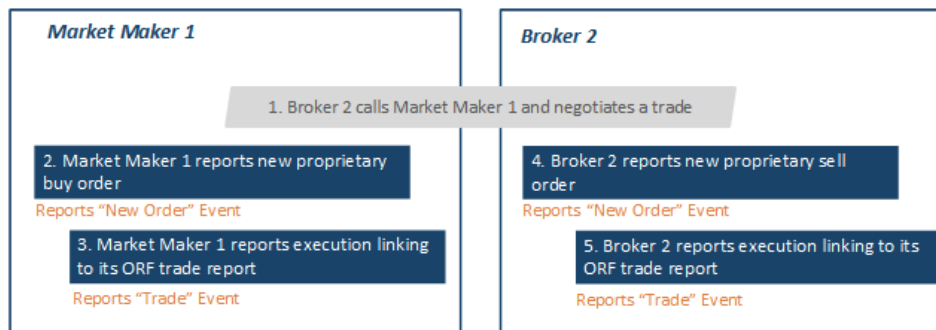 Market Maker 1
Broker 2
1. Broker 2 calls Market Maker 1 and negotiates a trade
2. Market Maker 1 reports new proprietary
buy order
Reports “New Order” Event
3. Market Maker 1 reports execution linking
to its ORF trade report
Reports “Trade” Event
4. Broker 2 reports new proprietary sell
order
Reports “New Order” Event
5. Broker 2 reports execution linking to its
ORF trade report
Reports “Trade” Event